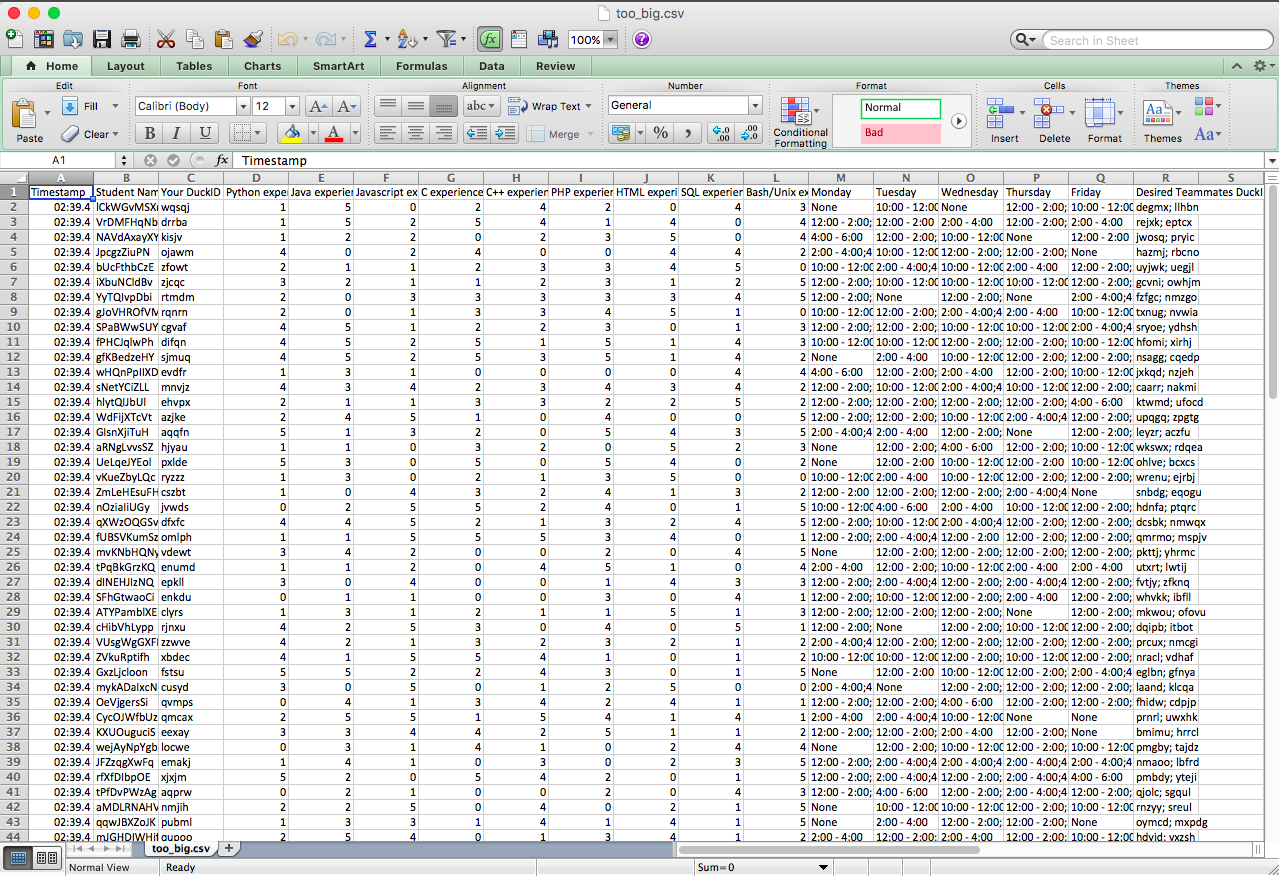 too_big.csv
100%
Search in Sheet
Home Layout Tables Charts SmartArt Formulas Data Review
Edit Font Alignment Number Format Cells Themes
Paste Fill Clear Calibri (Body) 12 A A B I U A abc Wrap Text Merge General % Conditional Formatting Normal Bad Insert Delete Format Themes Aa
A1 fx Timestamp
A B C D E F G H I J K L M N O P Q R S
1 Timestamp Student Nam Your DuckID Python exper Java experien Javascript ex C experience C++ experien PHP experien HTML experi SQL experien Bash/Unix ex Monday Tuesday Wednesday Thursday Friday Desired Teammates DuckI
2 02:39.4 lCkWGvMSX wqsqj 1 5 0 2 4 2 0 4 3 None 10:00 - 12:00 None 12:00 - 2:00; 10:00 - 12:00 degmx; llhbn
3 02:39.4 VrDMFHqNb drrba 1 5 2 5 4 1 4 0 4 12:00 - 2:00; 12:00 - 2:00 2:00 - 4:00 12:00 - 2:00; 2:00 - 4:00 rejxk; eptcx
4 02:39.4 NAVdAxayXY kisjv 1 2 2 0 2 3 5 0 4 4:00 - 6:00 12:00 - 2:00; 10:00 - 12:00 None 12:00 - 2:00 jwosq; pryic
5 02:39.4 JpcgzZiuPN ojawm 4 0 2 4 0 0 4 4 2 2:00 - 4:00;4 10:00 - 12:00 12:00 - 2:00; 12:00 - 2:00; None hazmj; rbcno
6 02:39.4 bUcFthbCzE zfowt 2 1 1 2 3 3 4 5 0 10:00 - 12:00 2:00 - 4:00;4 10:00 - 12:00 2:00 - 4:00 12:00 - 2:00; uyjwk; uegjl
7 02:39.4 iXbuNCldBv zjcqc 3 2 1 1 2 3 1 2 5 12:00 - 2:00; 10:00 - 12:00 10:00 - 12:00 10:00 - 12:00 12:00 - 2:00; gcvni; owhjm
8 02:39.4 YyTQlvpDbi rtmdm 2 0 3 3 3 3 3 4 5 12:00 - 2:00; None 12:00 - 2:00; None 2:00 - 4:00;4 fzfgc; nmzgo
9 02:39.4 gJoVHROfVM rqnrn 2 0 1 3 3 4 5 1 0 10:00 - 12:00 12:00 - 2:00; 2:00 - 4:00;4 2:00 - 4:00 10:00 - 12:00 txnug; nvwia
10 02:39.4 SPaBWwSUY cgvaf 4 5 1 2 2 3 0 1 3 12:00 - 2:00; 12:00 - 2:00; 10:00 - 12:00 10:00 - 12:00 2:00 - 4:00;4 sryoe; ydhsh
11 02:39.4 fPHCJqlwPh difqn 4 5 2 5 1 5 1 4 3 10:00 - 12:00 10:00 - 12:00 12:00 - 2:00; 12:00 - 2:00; 10:00 - 12:00 hfomi; xirhj
12 02:39.4 gfKBedzeHY sjmuq 4 5 2 5 3 5 1 4 2 None 2:00 - 4:00 10:00 - 12:00 12:00 - 2:00; 12:00 - 2:00; nsagg; cqedp
13 02:39.4 wHQnPpIIXD evdfr 1 3 1 0 0 0 0 4 4 4:00 - 6:00 12:00 - 2:00; 2:00 - 4:00 12:00 - 2:00; 10:00 - 12:00 jxkqd; nzjeh
14 02:39.4 sNetYCiZLL mnvjz 4 3 4 2 3 4 3 4 2 12:00 - 2:00; 10:00 - 12:00 2:00 - 4:00;4 10:00 - 12:00 12:00 - 2:00; caarr; nakmi
15 02:39.4 hlytQlJbUl ehvpx 2 1 1 3 3 2 2 5 2 12:00 - 2:00; 12:00 - 2:00; 12:00 - 2:00; 12:00 - 2:00; 4:00 - 6:00 ktwmd; ufocd
16 02:39.4 WdFijXTcVt azjke 2 4 5 1 0 4 0 0 5 12:00 - 2:00; 12:00 - 2:00; 10:00 - 12:00 2:00 - 4:00;4 12:00 - 2:00; upqgq; zpgtg
17 02:39.4 GlsnXjiTuH aqqfn 5 1 3 2 0 5 4 3 5 2:00 - 4:00;4 2:00 - 4:00 12:00 - 2:00; None 12:00 - 2:00; leyzr; aczfu
18 02:39.4 aRNgLvvsSZ hjyau 1 1 0 3 2 0 5 2 3 None 12:00 - 2:00; 4:00 - 6:00 12:00 - 2:00; 10:00 - 12:00 wkswx; rdqea
19 02:39.4 UeLqeJYEol pxlde 5 3 0 5 0 5 4 0 2 None 12:00 - 2:00 10:00 - 12:00 12:00 - 2:00 10:00 - 12:00 ohlve; bcxcs
20 02:39.4 vKueZbyLQc ryzzz 1 3 0 2 1 3 5 0 0 10:00 - 12:00 2:00 - 4:00 10:00 - 12:00 12:00 - 2:00; 12:00 - 2:00; wrenu; ejrbj
21 02:39.4 ZmLeHEsuFH cszbt 1 0 4 3 2 4 1 3 2 12:00 - 2:00 12:00 - 2:00; 12:00 - 2:00; 2:00 - 4:00;4 None snbdg; eqogu
22 02:39.4 nOziaIiUGy jvwds 0 2 5 5 2 4 0 1 5 10:00 - 12:00 4:00 - 6:00 2:00 - 4:00 10:00 - 12:00 12:00 - 2:00; hdnfa; ptqrc
23 02:39.4 qXWzOQGSv dfxfc 4 4 5 2 1 3 2 4 5 12:00 - 2:00; 10:00 - 12:00 2:00 - 4:00;4 12:00 - 2:00; 12:00 - 2:00; dcsbk; nmwqx
24 02:39.4 fUBSVKumSz omlph 1 1 5 5 5 3 0 1 5 12:00 - 2:00; 2:00 - 4:00;4 12:00 - 2:00; 12:00 - 2:00; 12:00 - 2:00; qmrmo; mspjv
25 02:39.4 mvKNbHQNy vdewt 3 4 2 0 0 2 0 4 5 None 12:00 - 2:00; 12:00 - 2:00; 12:00 - 2:00; 12:00 - 2:00; pkttj; yhrmc
26 02:39.4 tPqBkGrzKQ enumd 1 1 2 0 4 5 1 0 4 2:00 - 4:00 12:00 - 2:00; 10:00 - 12:00 2:00 - 4:00 2:00 - 4:00 utxrt; lwtij
27 02:39.4 dINEHJIzNQ epkll 3 0 4 0 0 1 4 3 3 12:00 - 2:00; 2:00 - 4:00;4 12:00 - 2:00; 2:00 - 4:00;4 12:00 - 2:00; fvtjy; zfknq
28 02:39.4 SFhGtwaoCi enkdu 0 1 1 0 0 3 0 4 1 12:00 - 2:00; 10:00 - 12:00 12:00 - 2:00; 2:00 - 4:00 12:00 - 2:00; whvkk; ibfll
29 02:39.4 ATYPambIXE clyrs 1 3 1 2 1 1 5 1 3 12:00 - 2:00; 12:00 - 2:00; 12:00 - 2:00; None 12:00 - 2:00; mkwou; ofovu
30 02:39.4 cHibVhLypp rjnxu 4 2 5 3 0 4 0 5 1 12:00 - 2:00; None 12:00 - 2:00; 10:00 - 12:00 12:00 - 2:00; dqipb; itbot
31 02:39.4 VUsgWgGXF zzwve 4 2 1 3 2 3 2 1 2 2:00 - 4:00;4 12:00 - 2:00; 12:00 - 2:00; 12:00 - 2:00; 12:00 - 2:00; prcux; nmcgi
32 02:39.4 ZVkuRptifh xbdec 4 1 5 5 4 1 0 1 2 10:00 - 12:00 10:00 - 12:00 12:00 - 2:00; 10:00 - 12:00 12:00 - 2:00; nracl; vdhaf
33 02:39.4 GxzLjcloon fstsu 5 5 2 2 4 3 0 1 5 None 12:00 - 2:00 10:00 - 12:00 12:00 - 2:00; 2:00 - 4:00;4 eglbn; gfnya
34 02:39.4 mykADaIxcN cusyd 3 0 5 0 1 2 5 0 0 2:00 - 4:00;4 None 12:00 - 2:00; 12:00 - 2:00; 12:00 - 2:00; laand; klcqa
35 02:39.4 OeVjgersSi qvmps 0 4 1 3 4 2 4 1 1 12:00 - 2:00; 12:00 - 2:00; 4:00 - 6:00 12:00 - 2:00; 12:00 - 2:00; fhidw; cdpjp
36 02:39.4 CycOJWfbUz qmcax 2 5 5 1 5 4 1 4 1 2:00 - 4:00 2:00 - 4:00;4 10:00 - 12:00 None None prnrl; uwxhk
37 02:39.4 KXUOuguciS eexay 3 3 4 4 2 5 1 1 2 12:00 - 2:00; 12:00 - 2:00; 2:00 - 4:00 12:00 - 2:00; None bmimu; hrrcl
38 02:39.4 wejAyNpYgb locwe 0 3 1 4 1 0 2 4 4 None 12:00 - 2:00; 10:00 - 12:00 12:00 - 2:00; 10:00 - 12:00 pmgby; tajdz
39 02:39.4 JFZzqgXwFq emakj 1 4 1 0 3 0 2 2 3 2:00 - 4:00;4 12:00 - 2:00; 2:00 - 4:00;4 2:00 - 4:00;4 2:00 - 4:00;4 nmaoo; lbfrd
40 02:39.4 rfXfDIbpOE xjxjm 5 2 0 5 4 2 0 1 5 10:00 - 12:00 12:00 - 2:00; 2:00 - 4:00;4 2:00 - 4:00;4 4:00 - 6:00 pmbdy; yteji
41 02:39.4 tPfDvPWzAg aqprw 0 2 1 0 0 0 2 4 3 12:00 - 2:00; 4:00 - 6:00 12:00 - 2:00; 2:00 - 4:00;4 12:00 - 2:00; qjolc; sgqul
42 02:39.4 aMDLRNAHV nmjih 2 2 5 0 4 0 2 1 5 None 10:00 - 12:00 10:00 - 12:00 2:00 - 4:00;4 12:00 - 2:00; rnzyy; sreul
43 02:39.4 qqwJBXZoJK pubml 1 3 3 1 4 1 4 1 5 None 2:00 - 4:00;4 2:00 - 4:00 12:00 - 2:00; 12:00 - 2:00; oymcd; mxpdg
44 02:39.4 mJGHDIWHif qupoo 2 5 4 0 1 3 4 1 2:00 - 4:00 12:00 - 2:00; 2:00 - 4:00 12:00 - 2:00; 10:00 - 12:00 hdvid; vxzsh
too_big.csv
Normal View Ready Sum=0